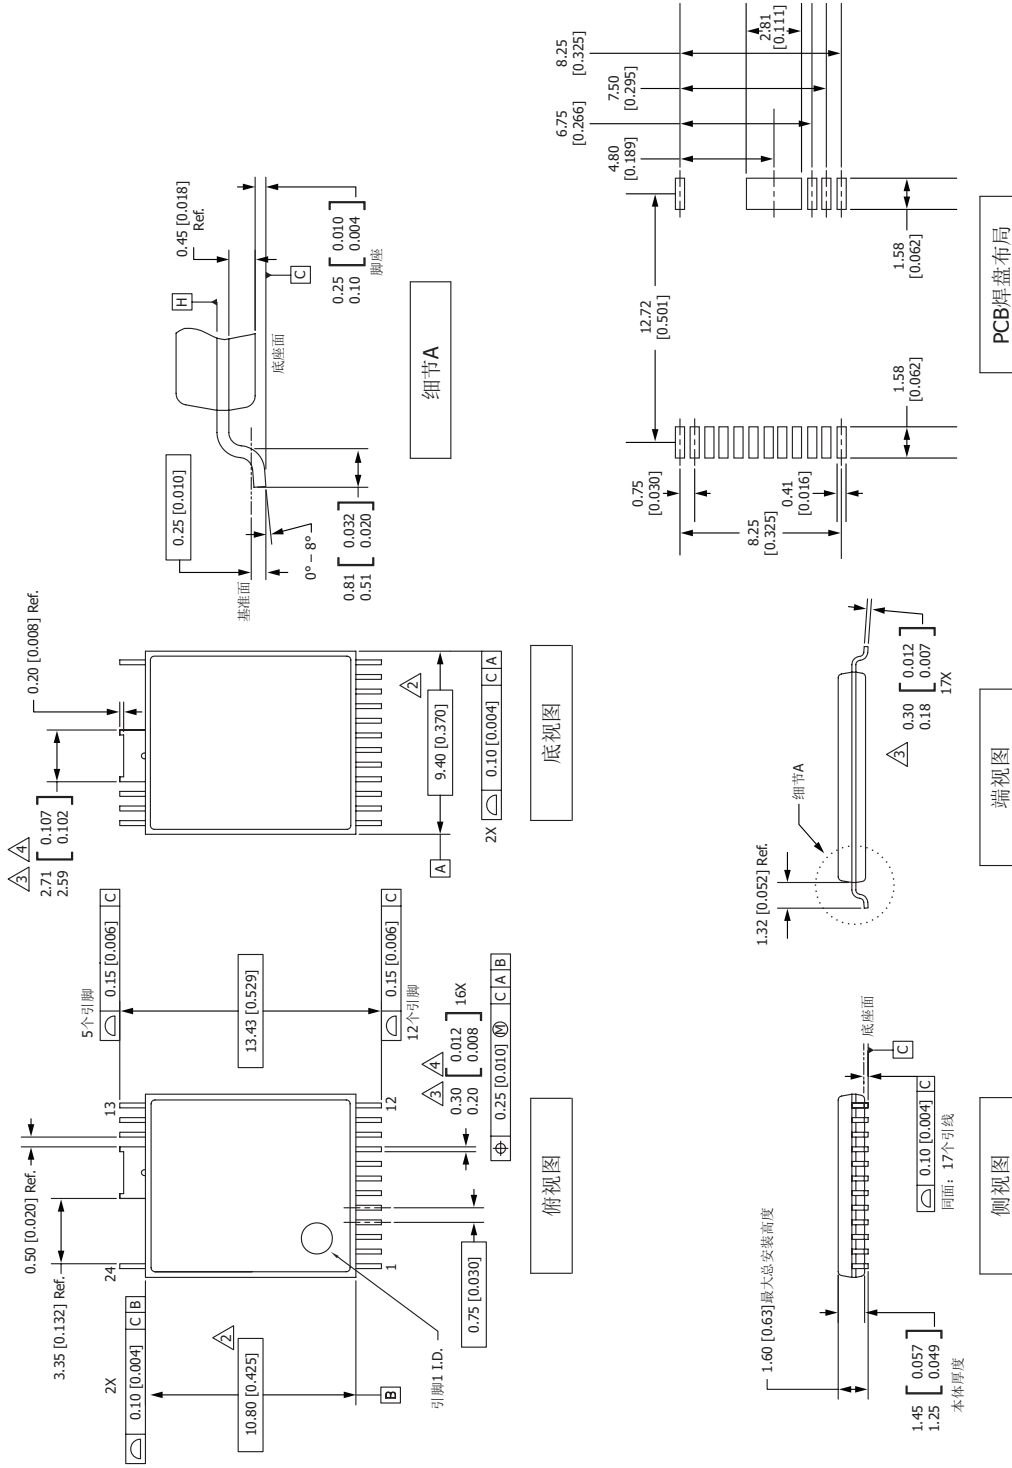 俯视图
3.35 [0.132] Ref.
0.50 [0.020] Ref.
24
13
1
12
2X
0.10 [0.004] C B
10.80 [0.425]
2
B
引脚1 I.D.
0.75 [0.030]
5个引脚
0.15 [0.006] C
13.43 [0.529]
0.15 [0.006] C
12个引脚
3 4
0.30 [0.012]
0.20 [0.008]
16X
0.25 [0.010] M C A B
底视图
3 4
2.71 [0.107]
2.59 [0.102]
0.20 [0.008] Ref.
2
9.40 [0.370]
A
2X
0.10 [0.004] C A
细节A
基准面
0.25 [0.010]
0° – 8°
0.81 [0.032]
0.51 [0.020]
H
0.45 [0.018]
Ref.
底座面
C
0.25 [0.010]
0.10 [0.004]
脚座
侧视图
1.60 [0.63]最大总安装高度
1.45 [0.057]
1.25 [0.049]
本体厚度
底座面
C
0.10 [0.004] C
同面：17个引线
端视图
1.32 [0.052] Ref.
细节A
3
0.30 [0.012]
0.18 [0.007]
17X
PCB焊盘布局
0.75
[0.030]
8.25
[0.325]
0.41
[0.016]
1.58
[0.062]
12.72
[0.501]
4.80
[0.189]
6.75
[0.266]
7.50
[0.295]
8.25
[0.325]
2.81
[0.111]
1.58
[0.062]